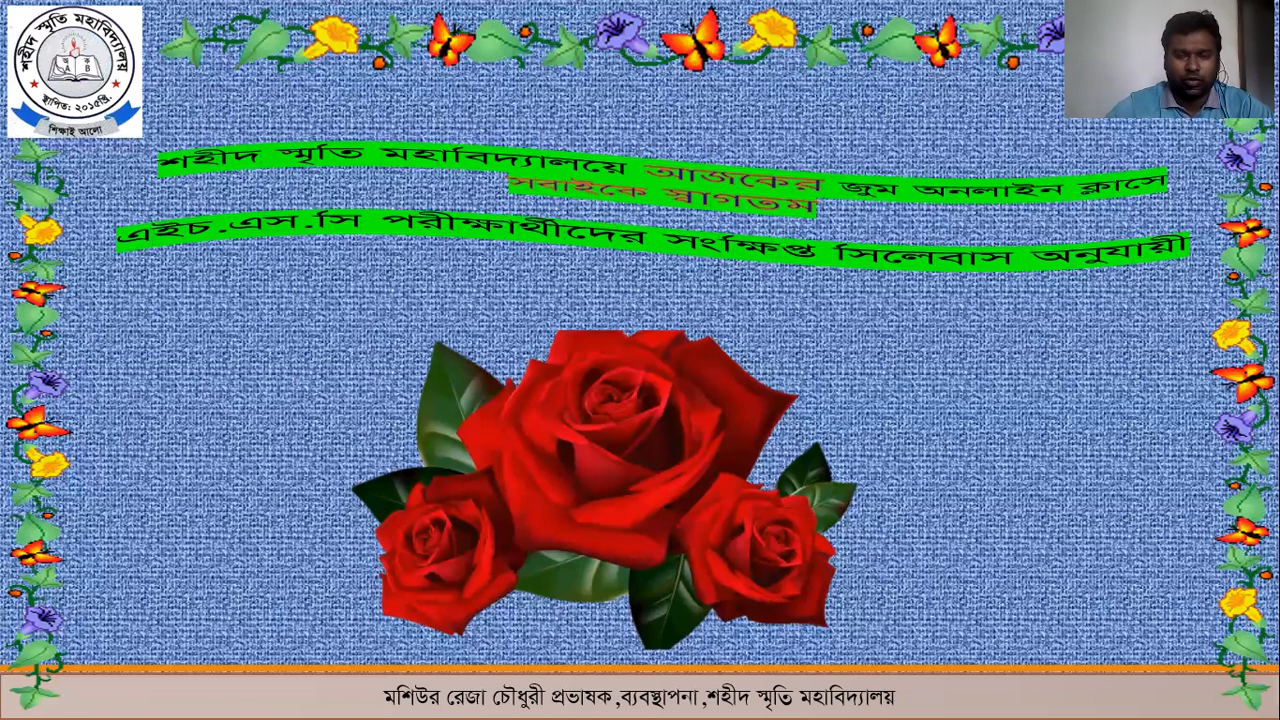 শহীদ স্মৃতি মহাবিদ্যালয়
অ ক
A B
স্থাপিত: ২০১৫খ্রি.
শিক্ষাই আলো
শহীদ স্মৃতি মহাবিদ্যালয়ে আজকের জুম অনলাইন ক্লাসে
সবাইকে স্বাগতম
এইচ.এস.সি পরীক্ষার্থীদের সংক্ষিপ্ত সিলেবাস অনুযায়ী
মশিউর রেজা চৌধুরী প্রভাষক,ব্যবস্থাপনা,শহীদ স্মৃতি মহাবিদ্যালয়